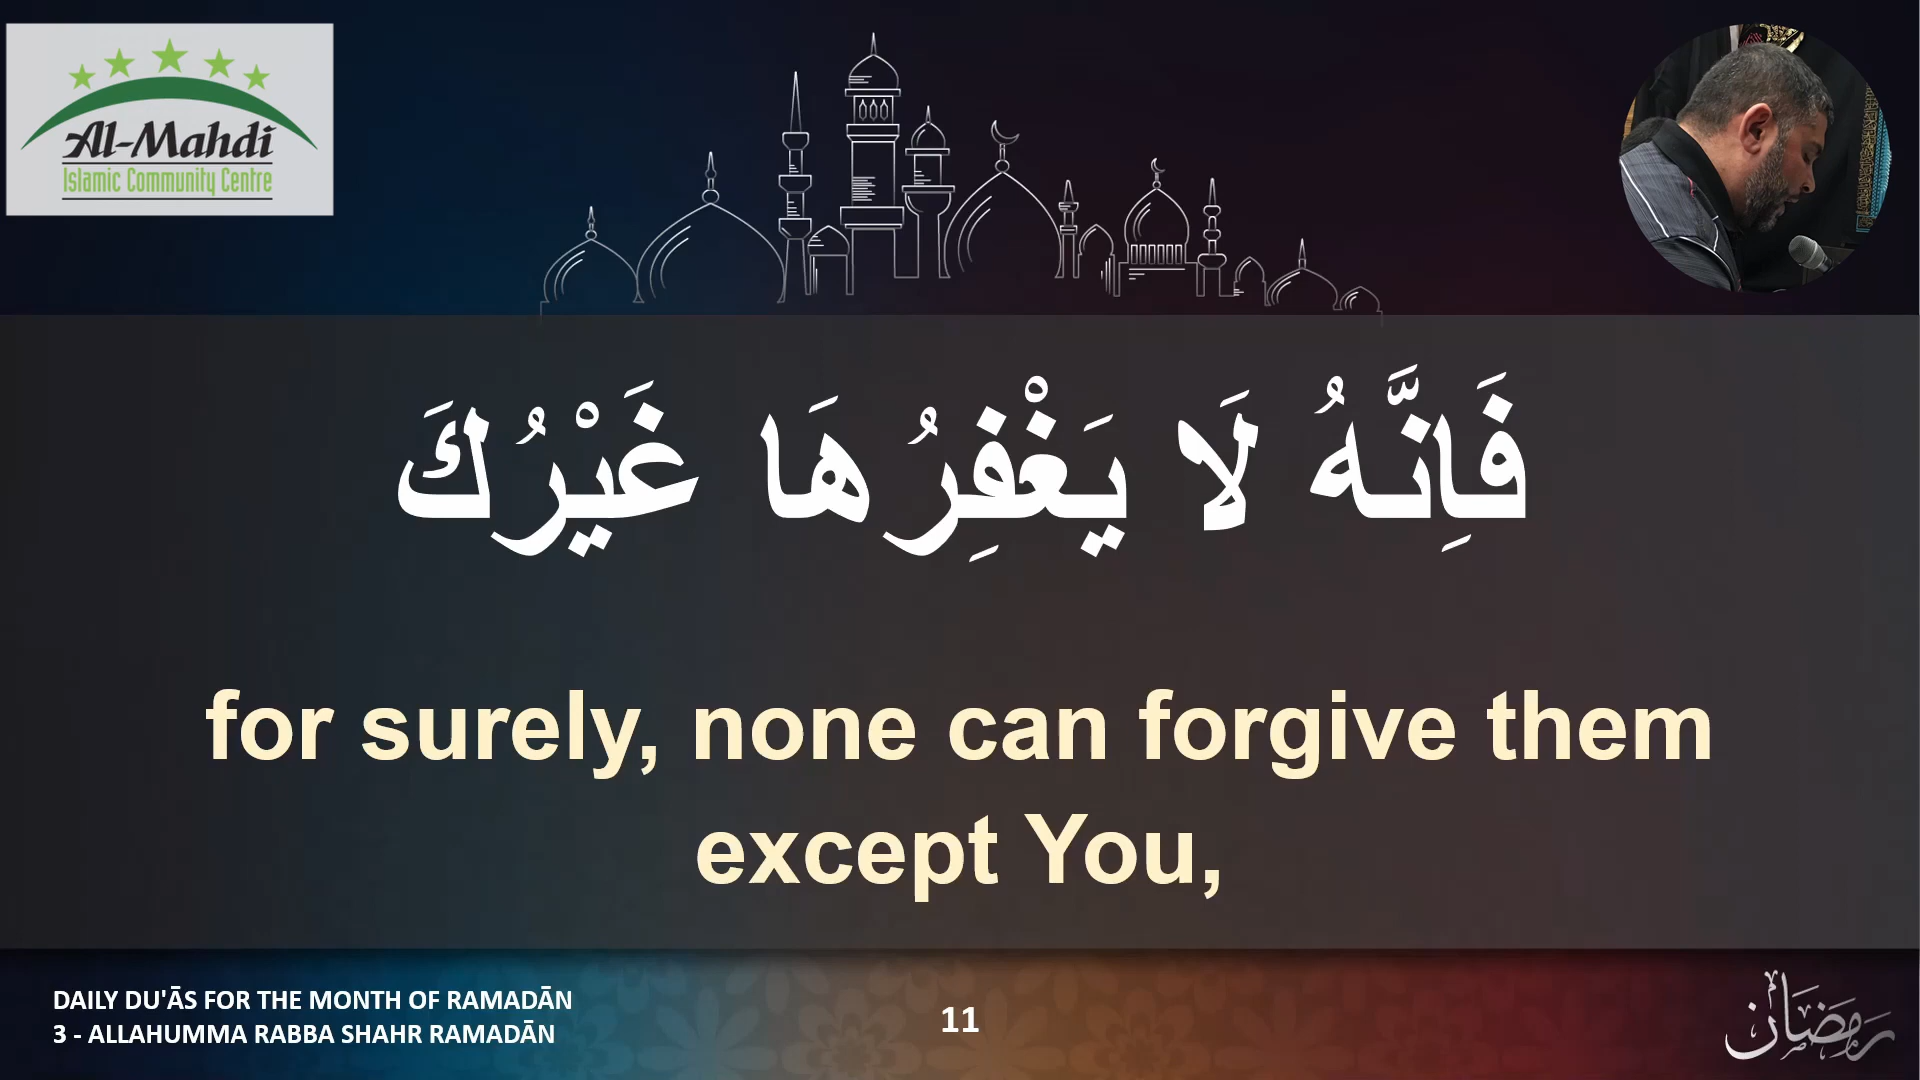 Al-Mahdi
Islamic Community Centre
فَاِنَّهُ لَا يَغْفِرُهَا غَيْرُكَ
for surely, none can forgive them
except You,
DAILY DU'ĀS FOR THE MONTH OF RAMADĀN
3 - ALLAHUMMA RABBA SHAHR RAMADĀN
11
رَمَضَان